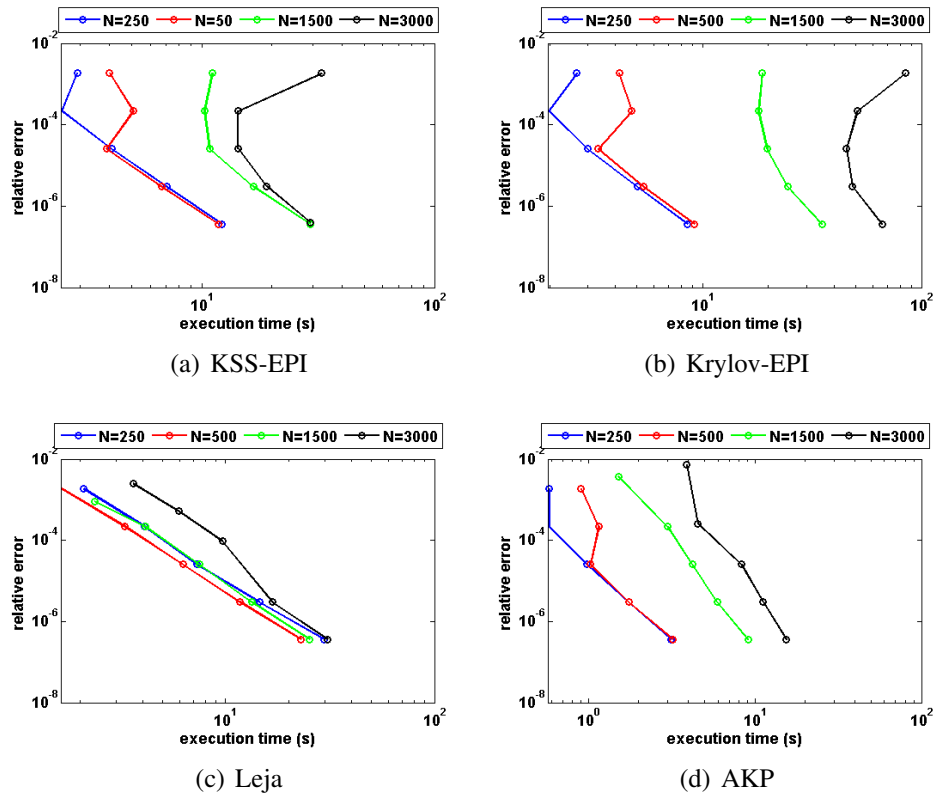 N=250 N=50 N=1500 N=3000
10^-2
10^-4
10^-6
10^-8
relative error
10^1 10^2
execution time (s)
(a) KSS-EPI
N=250 N=500 N=1500 N=3000
10^-2
10^-4
10^-6
10^-8
relative error
10^1 10^2
execution time (s)
(b) Krylov-EPI
N=250 N=500 N=1500 N=3000
10^-2
10^-4
10^-6
10^-8
relative error
10^1 10^2
execution time (s)
(c) Leja
N=250 N=500 N=1500 N=3000
10^-2
10^-4
10^-6
10^-8
relative error
10^0 10^1 10^2
execution time (s)
(d) AKP